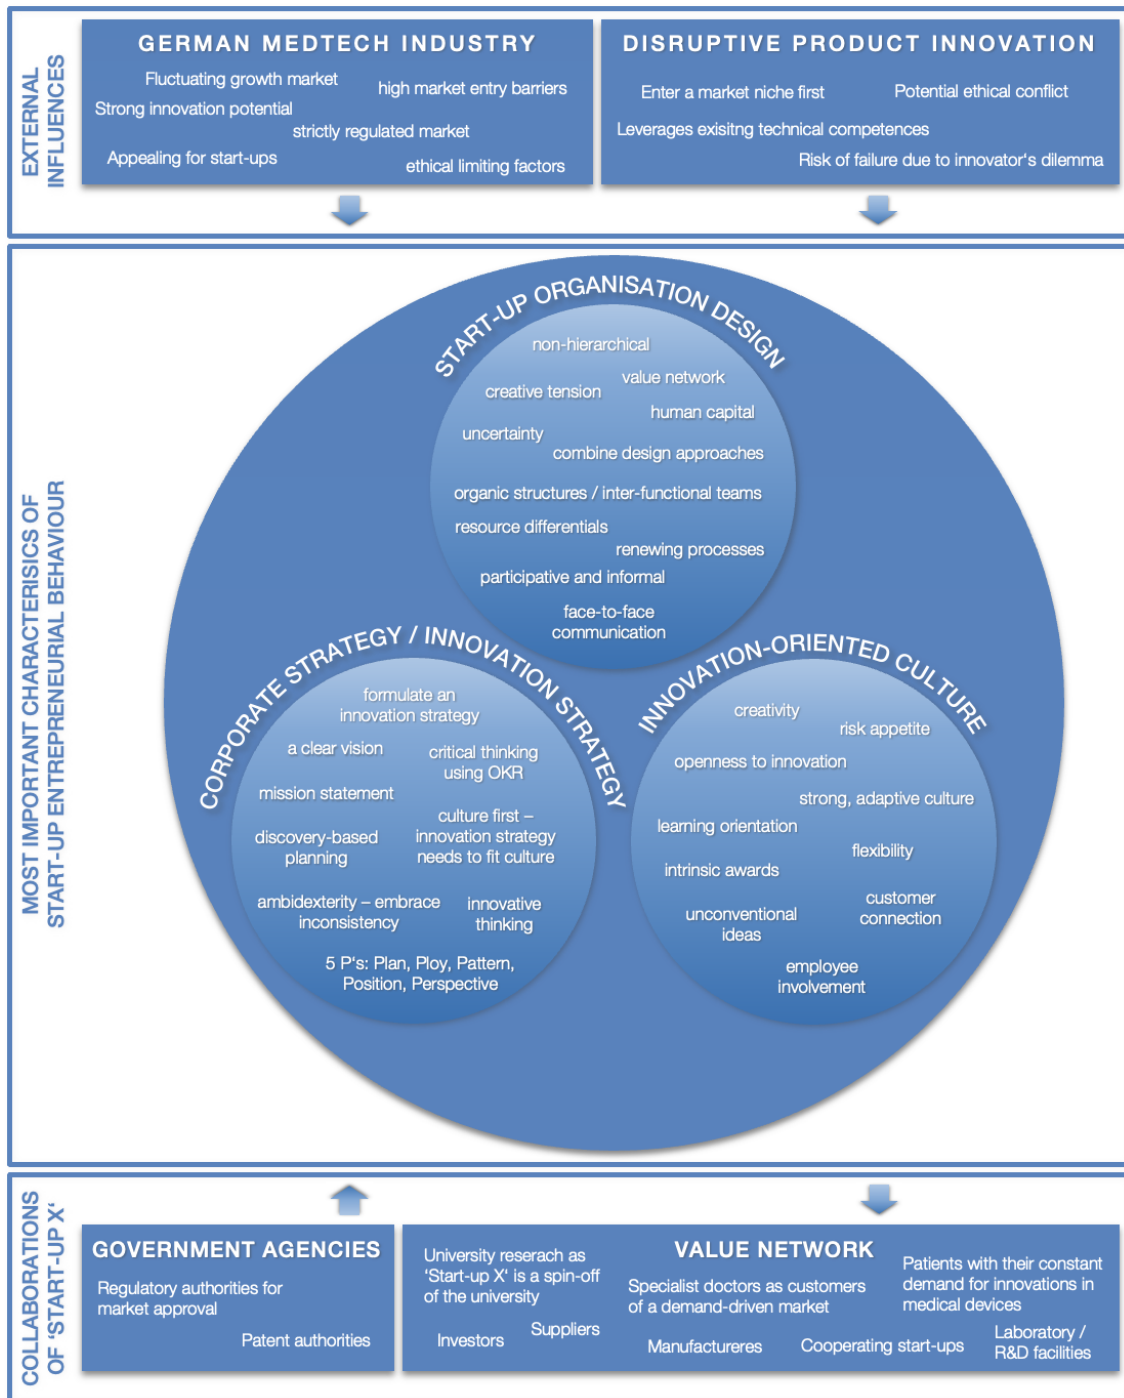 EXTERNAL
INFLUENCES
GERMAN MEDTECH INDUSTRY
Fluctuating growth market
high market entry barriers
Strong innovation potential
strictly regulated market
Appealing for start-ups
ethical limiting factors
DISRUPTIVE PRODUCT INNOVATION
Enter a market niche first
Potential ethical conflict
Leverages exisitng technical competences
Risk of failure due to innovator's dilemma
MOST IMPORTANT CHARACTERISICS OF
START-UP ENTREPRENEURIAL BEHAVIOUR
START-UP ORGANISATION DESIGN
non-hierarchical
value network
creative tension
human capital
uncertainty
combine design approaches
organic structures / inter-functional teams
resource differentials
renewing processes
participative and informal
face-to-face
communication
CORPORATE STRATEGY / INNOVATION STRATEGY
formulate an
innovation strategy
a clear vision
critical thinking
using OKR
mission statement
culture first –
innovation strategy
needs to fit culture
discovery-based
planning
ambidexterity – embrace
inconsistency
innovative
thinking
5 P's: Plan, Ploy, Pattern,
Position, Perspective
INNOVATION-ORIENTED CULTURE
creativity
risk appetite
openness to innovation
strong, adaptive culture
learning orientation
flexibility
intrinsic awards
customer
connection
unconventional
ideas
employee
involvement
COLLABORATIONS
OF 'START-UP X'
GOVERNMENT AGENCIES
Regulatory authorities for
market approval
Patent authorities
VALUE NETWORK
University reserach as
'Start-up X' is a spin-off
of the university
Specialist doctors as customers
of a demand-driven market
Patients with their constant
demand for innovations in
medical devices
Investors
Suppliers
Manufactureres
Cooperating start-ups
Laboratory /
R&D facilities